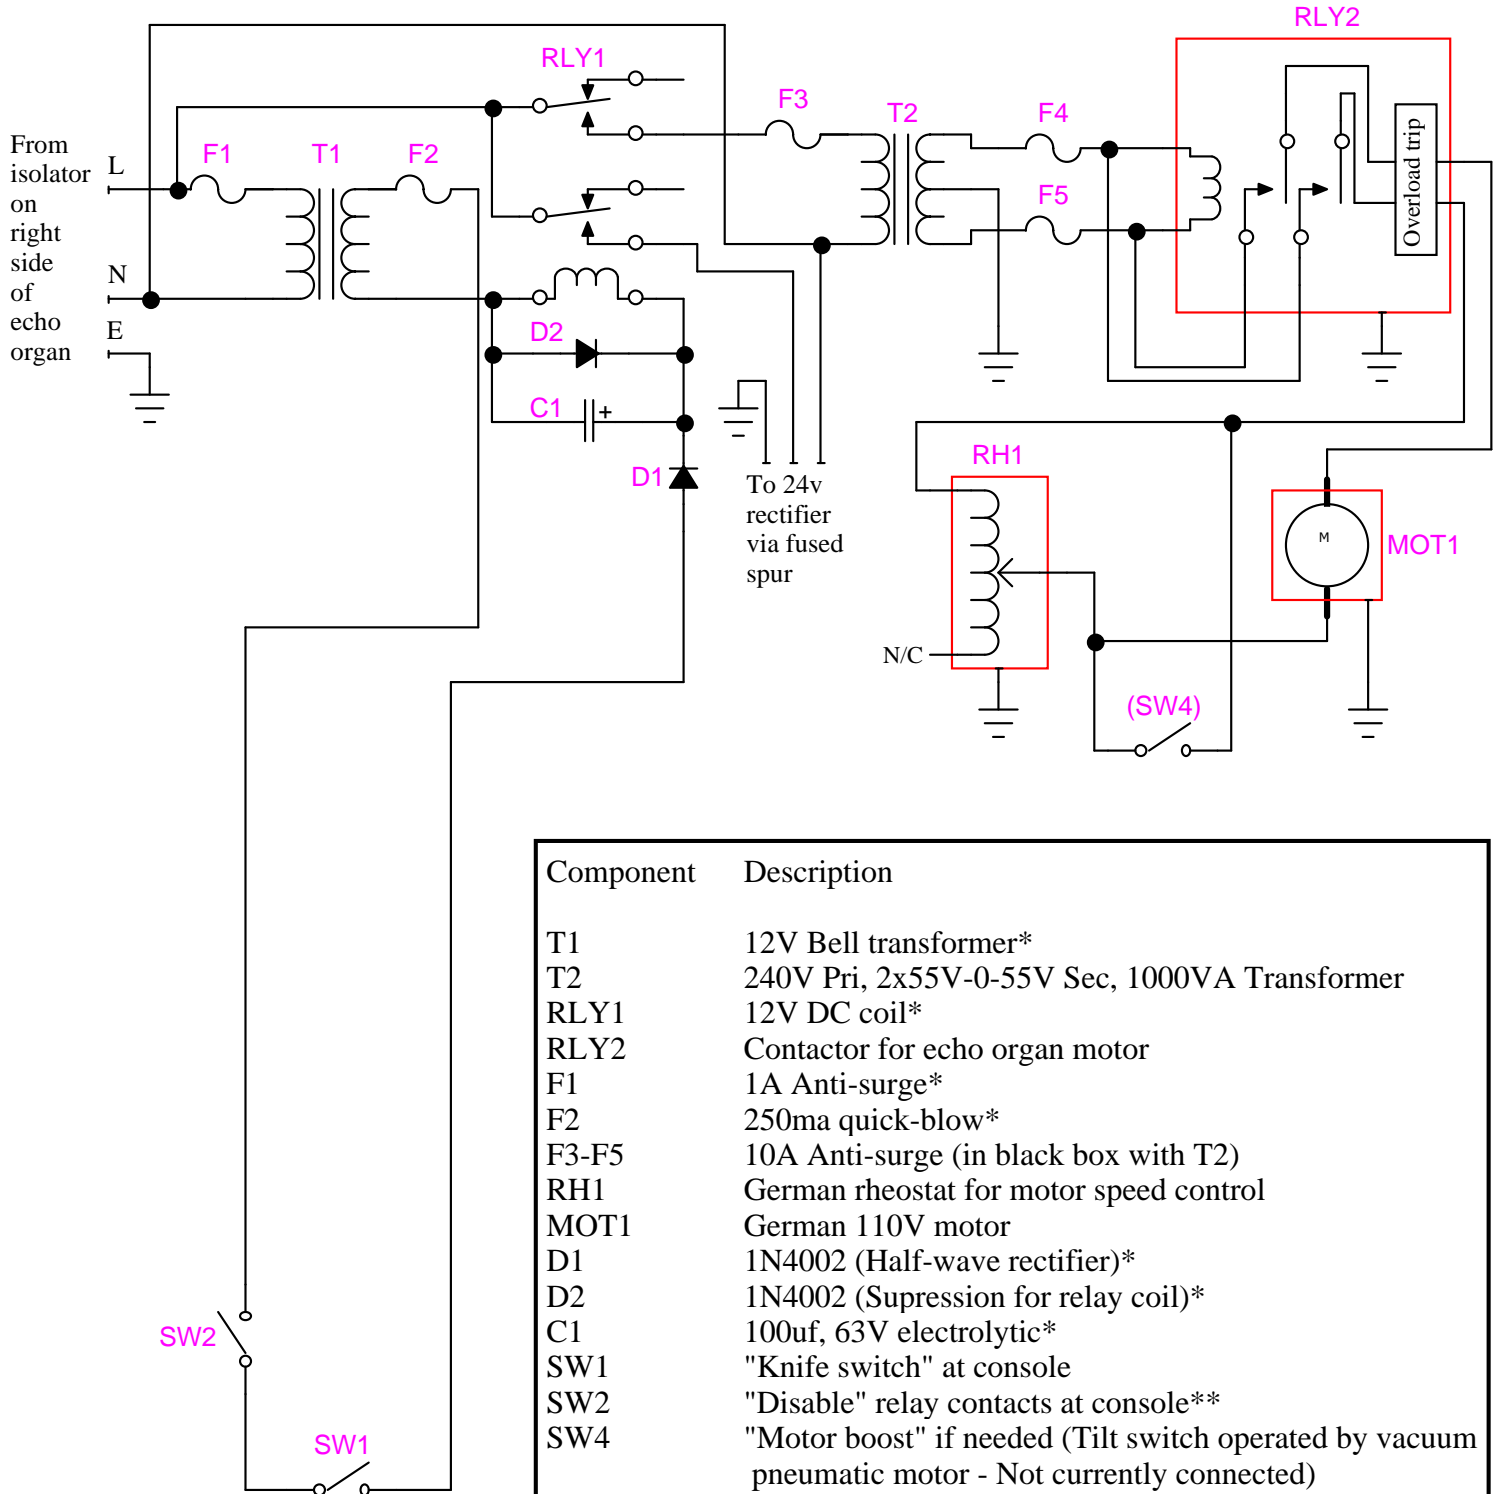 RLY2
RLY1
F3
T2
F4
From
isolator
on
right
side
of
echo
organ
L
F1
T1
F2
Overload trip
F5
N
E
D2
C1
+
D1
To 24v
rectifier
via fused
spur
RH1
M
MOT1
N/C
(SW4)
SW2
SW1
Component Description
T1 12V Bell transformer*
T2 240V Pri, 2x55V-0-55V Sec, 1000VA Transformer
RLY1 12V DC coil*
RLY2 Contactor for echo organ motor
F1 1A Anti-surge*
F2 250ma quick-blow*
F3-F5 10A Anti-surge (in black box with T2)
RH1 German rheostat for motor speed control
MOT1 German 110V motor
D1 1N4002 (Half-wave rectifier)*
D2 1N4002 (Supression for relay coil)*
C1 100uf, 63V electrolytic*
SW1 "Knife switch" at console
SW2 "Disable" relay contacts at console**
SW4 "Motor boost" if needed (Tilt switch operated by vacuum
pneumatic motor - Not currently connected)